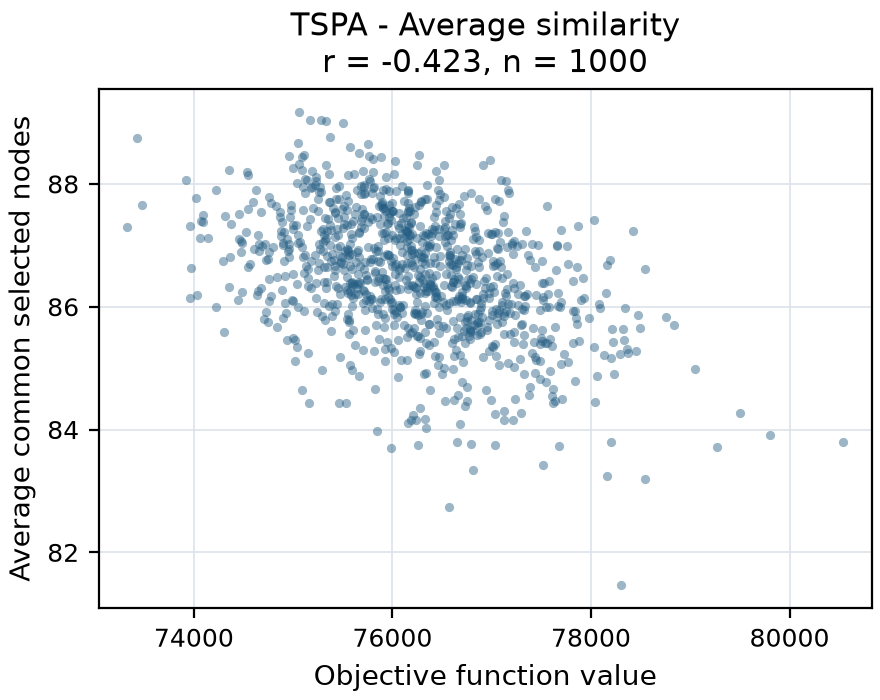 TSPA - Average similarity
r = -0.423, n = 1000
Average common selected nodes
88
86
84
82
74000
76000
78000
80000
Objective function value